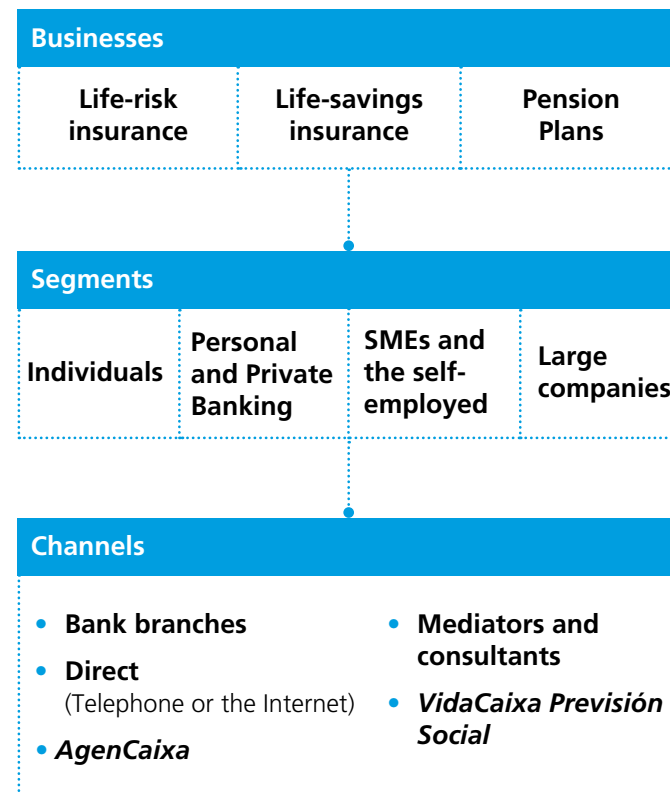 Businesses
Life-risk
insurance
Life-savings
insurance
Pension
Plans
Segments
Individuals
Personal
and Private
Banking
SMEs and
the self-
employed
Large
companies
Channels
• Bank branches
• Direct
(Telephone or the Internet)
• AgenCaixa
• Mediators and
consultants
• VidaCaixa Previsión
Social